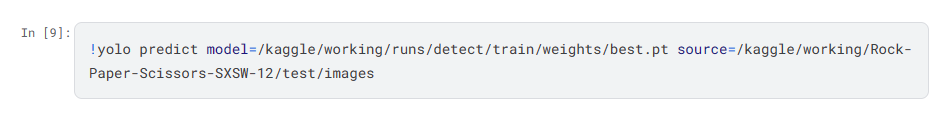 In [9]:
!yolo predict model=/kaggle/working/runs/detect/train/weights/best.pt source=/kaggle/working/Rock-
Paper-Scissors-SXSW-12/test/images